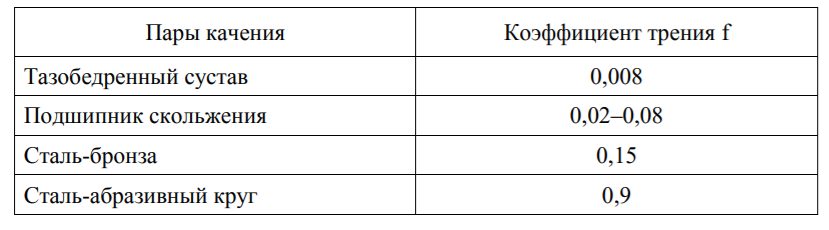 Пары качения Коэффициент трения f
Тазобедренный сустав 0,008
Подшипник скольжения 0,02–0,08
Сталь-бронза 0,15
Сталь-абразивный круг 0,9